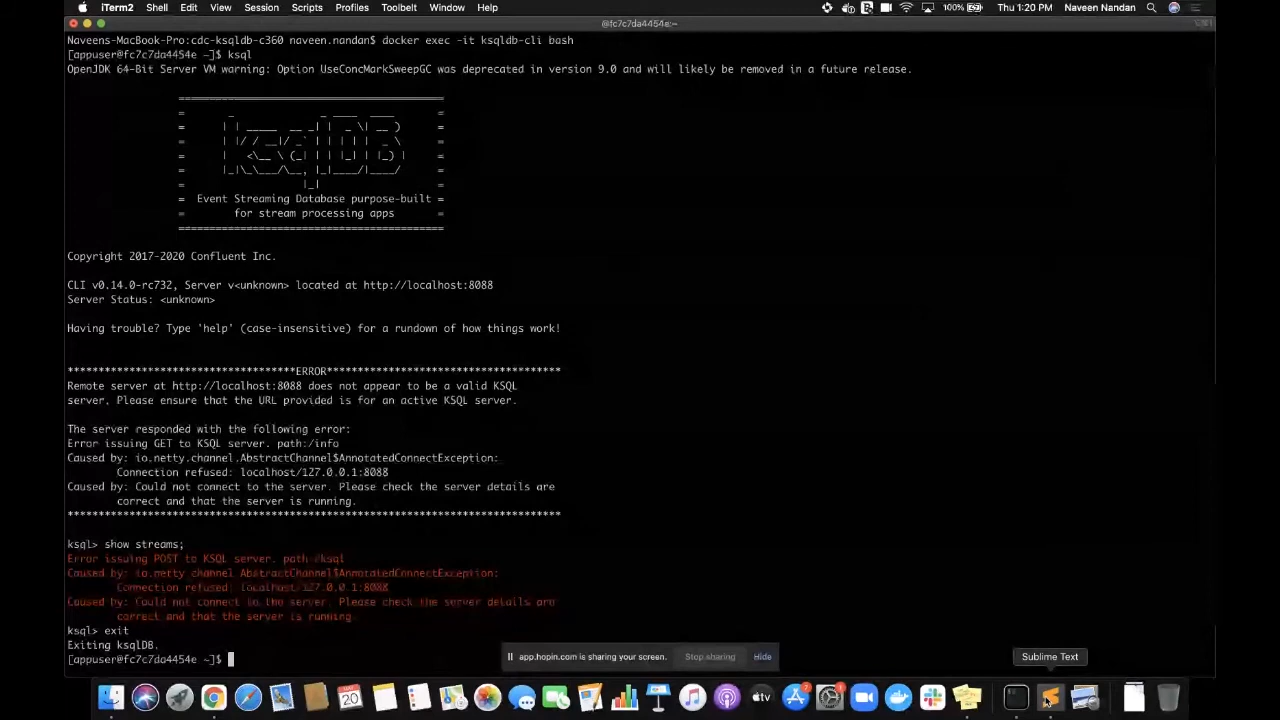 iTerm2 Shell Edit View Session Scripts Profiles Toolbelt Window Help 100% Thu 1:20 PM Naveen Nandan
@fc7c7da4454e:~
Naveens-MacBook-Pro:cdc-ksqldb-c360 naveen.nandan$ docker exec -it ksqldb-cli bash
[appuser@fc7c7da4454e ~]$ ksql
OpenJDK 64-Bit Server VM warning: Option UseConcMarkSweepGC was deprecated in version 9.0 and will likely be removed in a future release.
===========================================
ksqlDB
= Event Streaming Database purpose-built =
= for stream processing apps =
===========================================
Copyright 2017-2020 Confluent Inc.
CLI v0.14.0-rc732, Server v<unknown> located at http://localhost:8088
Server Status: <unknown>
Having trouble? Type 'help' (case-insensitive) for a rundown of how things work!
*************************************ERROR**************************************
Remote server at http://localhost:8088 does not appear to be a valid KSQL
server. Please ensure that the URL provided is for an active KSQL server.
The server responded with the following error:
Error issuing GET to KSQL server. path:/info
Caused by: io.netty.channel.AbstractChannel$AnnotatedConnectException:
Connection refused: localhost/127.0.0.1:8088
Caused by: Could not connect to the server. Please check the server details are
correct and that the server is running.
********************************************************************************
ksql> show streams;
Error issuing POST to KSQL server. path:/ksql
Caused by: io.netty.channel.AbstractChannel$AnnotatedConnectException:
Connection refused: localhost/127.0.0.1:8088
Caused by: Could not connect to the server. Please check the server details are
correct and that the server is running.
ksql> exit
Exiting ksqlDB.
[appuser@fc7c7da4454e ~]$
app.hopin.com is sharing your screen. Stop sharing Hide
Sublime Text
20
tv